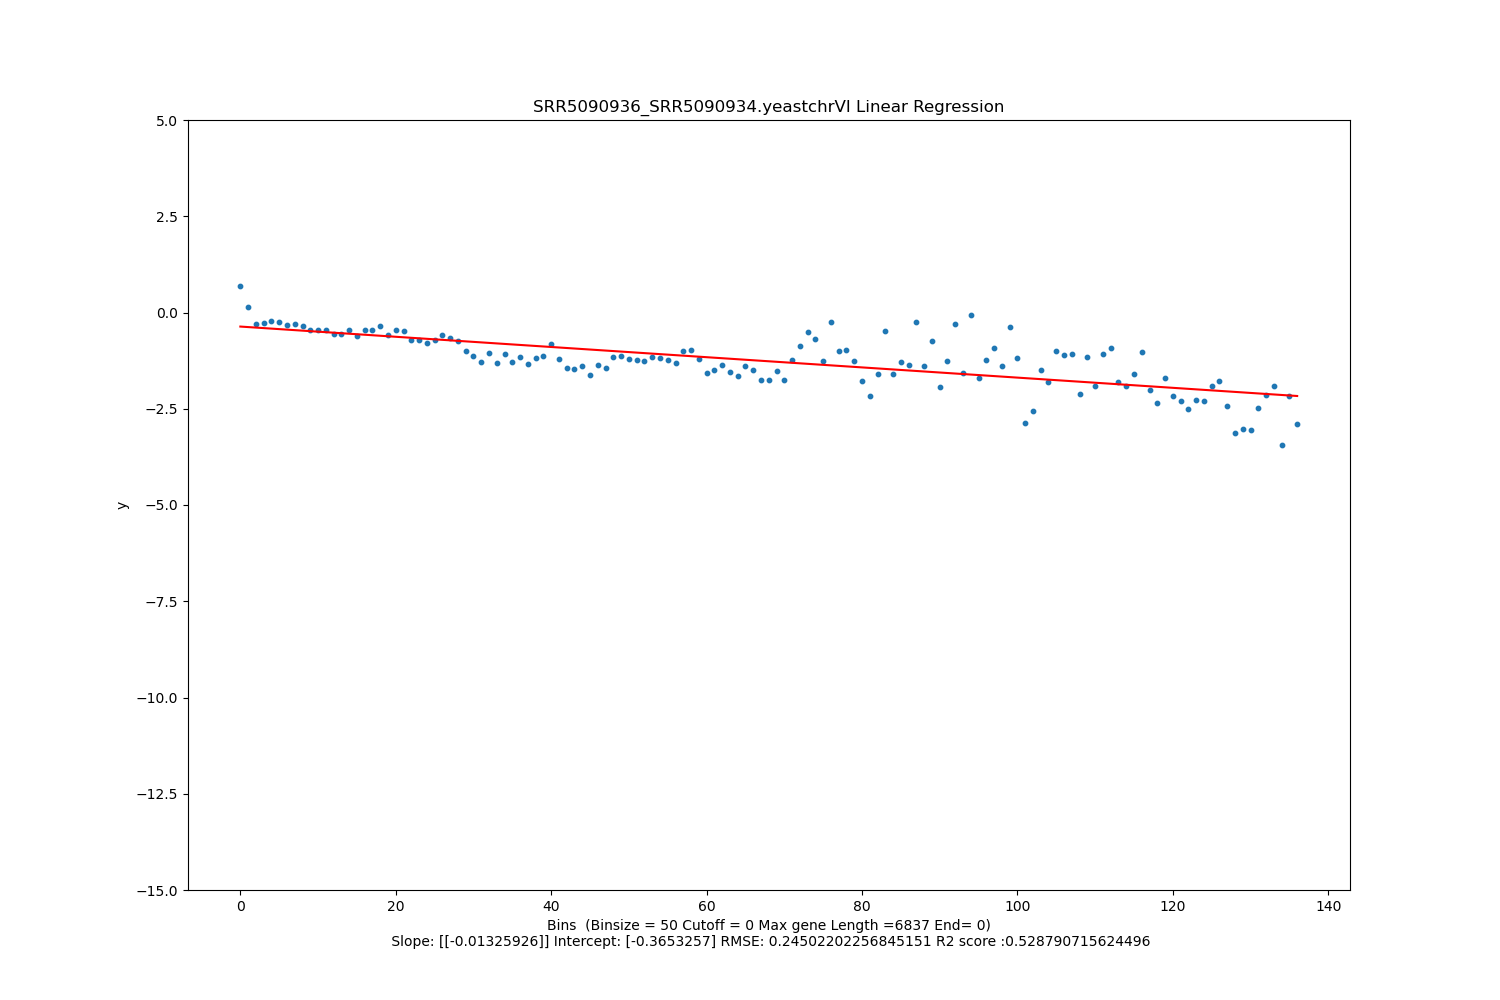 SRR5090936_SRR5090934.yeastchrVI Linear Regression
5.0
2.5
0.0
−2.5
−5.0
−7.5
−10.0
−12.5
−15.0
y
0 20 40 60 80 100 120 140
Bins  (Binsize = 50 Cutoff = 0 Max gene Length =6837 End= 0)
Slope: [[-0.01325926]] Intercept: [-0.3653257] RMSE: 0.24502202256845151 R2 score :0.528790715624496